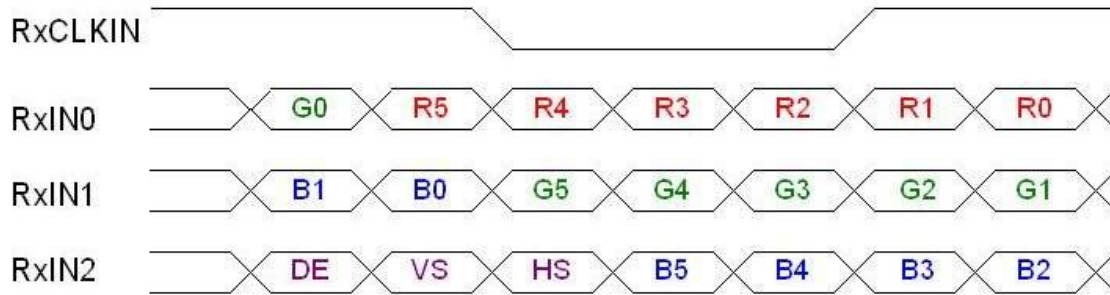 RxCLKIN
RxIN0 G0 R5 R4 R3 R2 R1 R0
RxIN1 B1 B0 G5 G4 G3 G2 G1
RxIN2 DE VS HS B5 B4 B3 B2